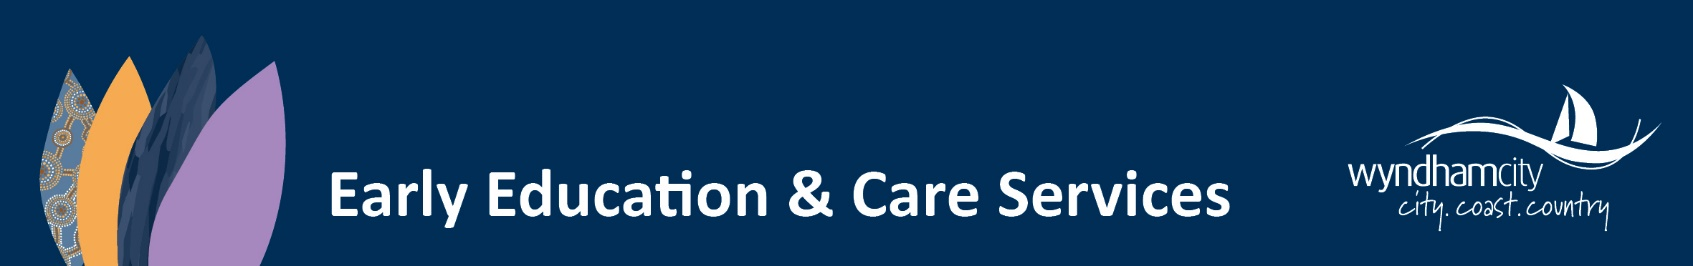 Early Education & Care Services
wyndhamcity
city. coast. country